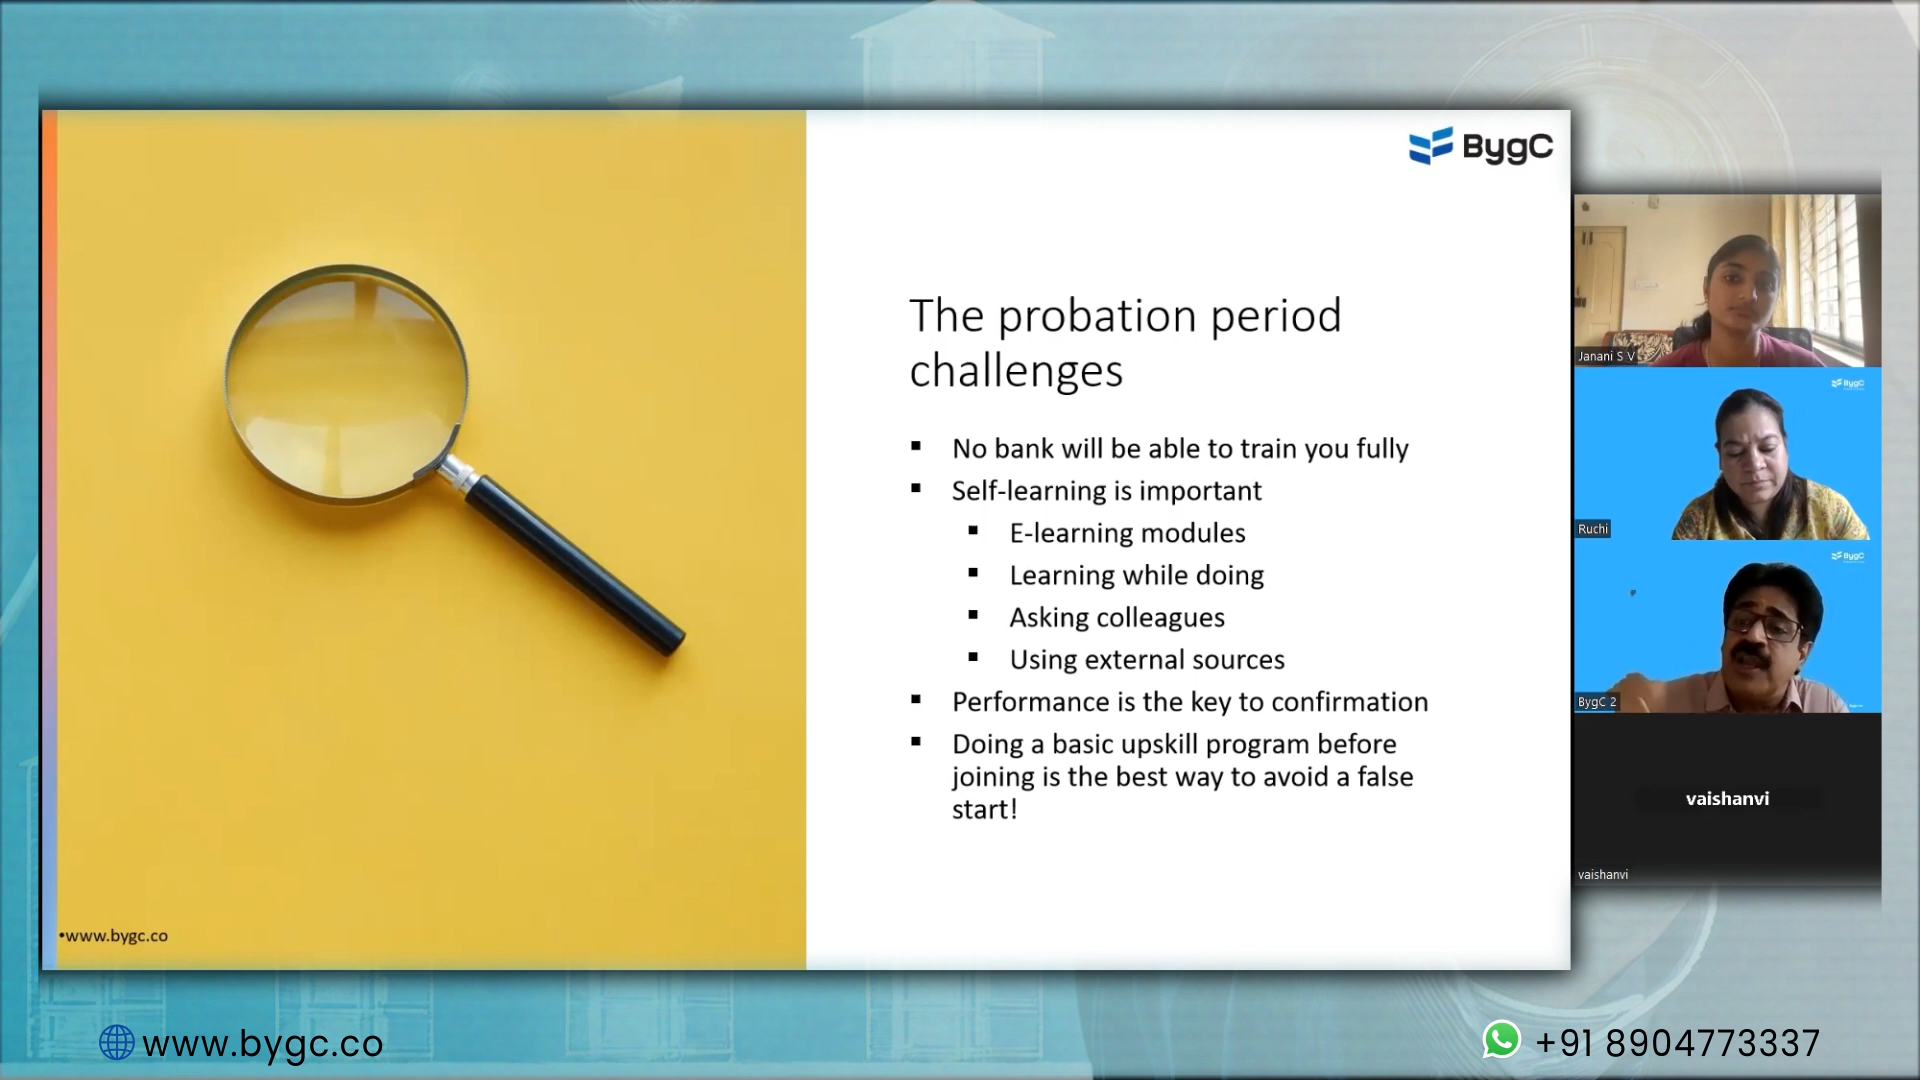 BygC
The probation period
challenges
▪ No bank will be able to train you fully
▪ Self-learning is important
▪ E-learning modules
▪ Learning while doing
▪ Asking colleagues
▪ Using external sources
▪ Performance is the key to confirmation
▪ Doing a basic upskill program before
joining is the best way to avoid a false
start!
•www.bygc.co
Janani S V
BygC
Ruchi
BygC
BygC 2
vaishanvi
vaishanvi
www.bygc.co
+91 8904773337